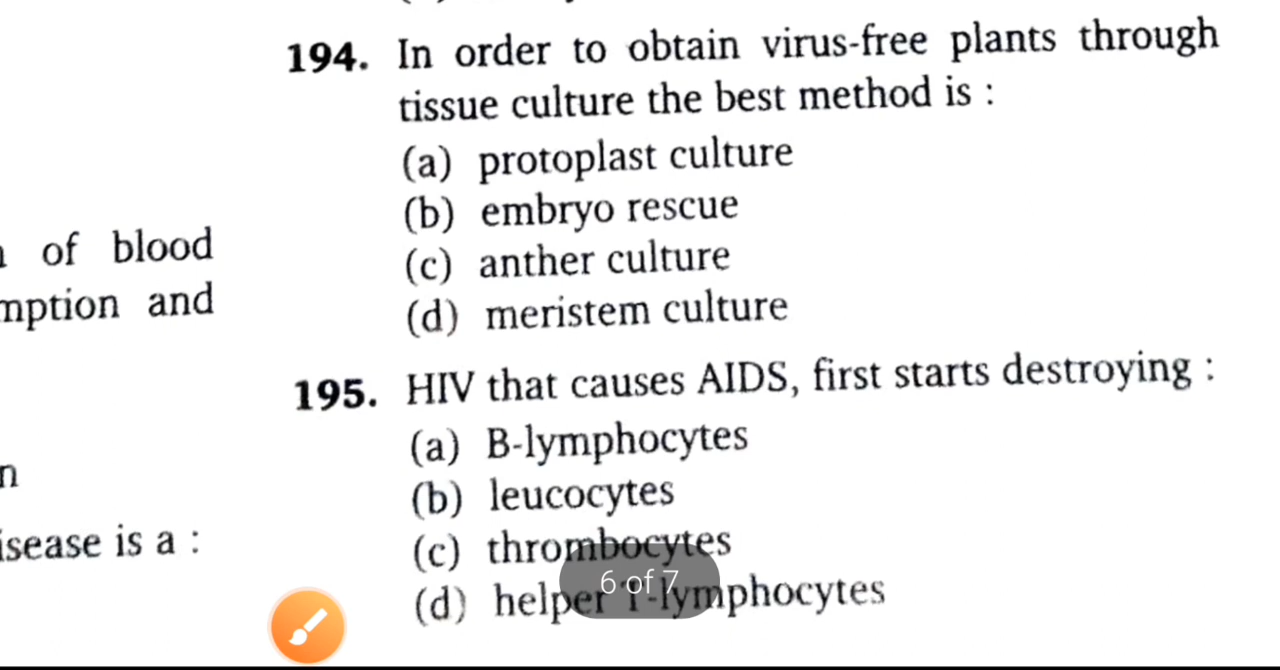 of blood
mption and
n
isease is a :
194. In order to obtain virus-free plants through
tissue culture the best method is :
(a) protoplast culture
(b) embryo rescue
(c) anther culture
(d) meristem culture
195. HIV that causes AIDS, first starts destroying :
(a) B-lymphocytes
(b) leucocytes
(c) thrombocytes
(d) helper T-lymphocytes
6 of 7